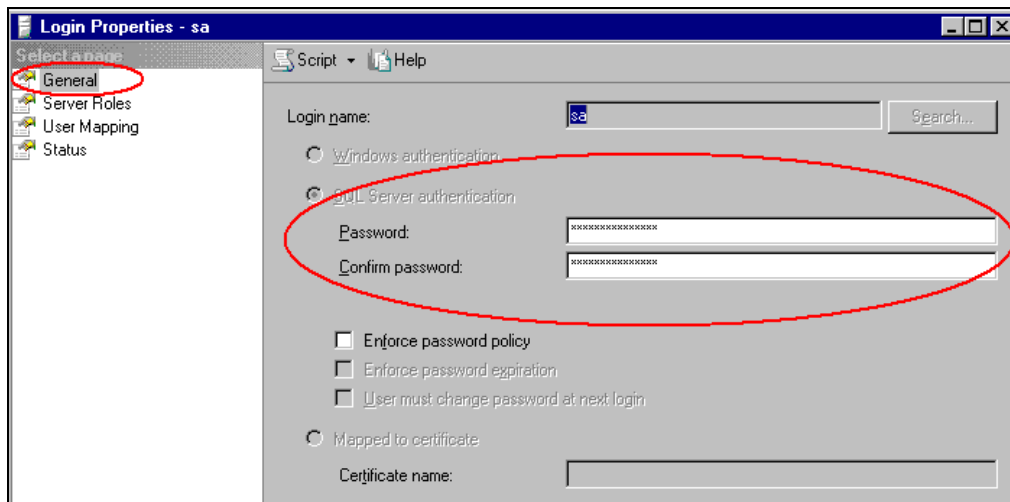 Login Properties - sa
Select a page
General
Server Roles
User Mapping
Status
Script Help
Login name: sa Search...
Windows authentication
SQL Server authentication
Password: ***************
Confirm password: ***************
Enforce password policy
Enforce password expiration
User must change password at next login
Mapped to certificate
Certificate name: